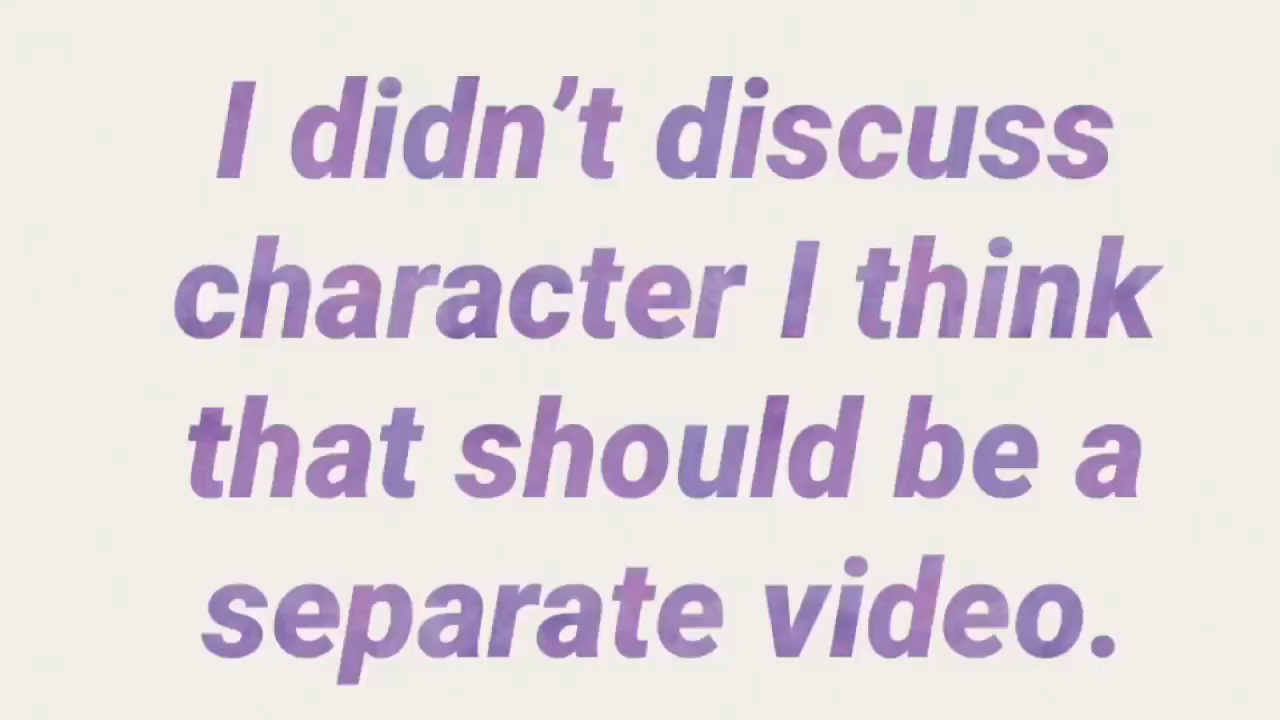 I didn’t discuss
character I think
that should be a
separate video.